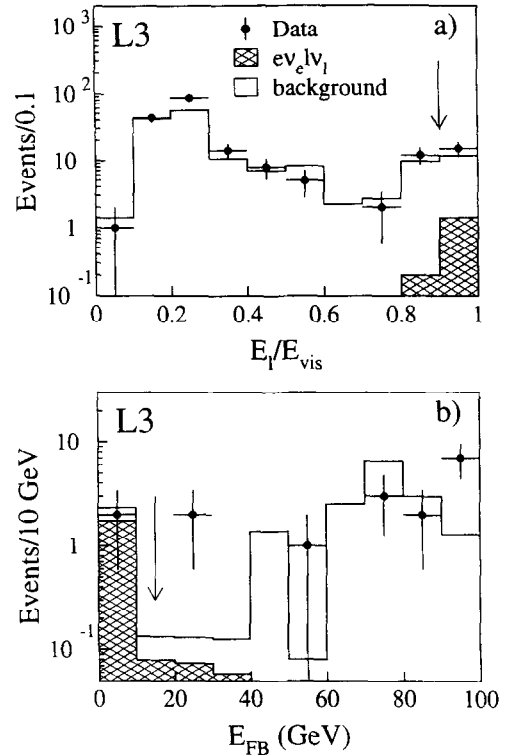 L3
a)
Data
eν_e lν_l
background
Events/0.1
10^3
10^2
10
1
10^-1
0 0.2 0.4 0.6 0.8 1
E_l/E_vis
L3
b)
Events/10 GeV
10
1
10^-1
0 20 40 60 80 100
E_FB (GeV)